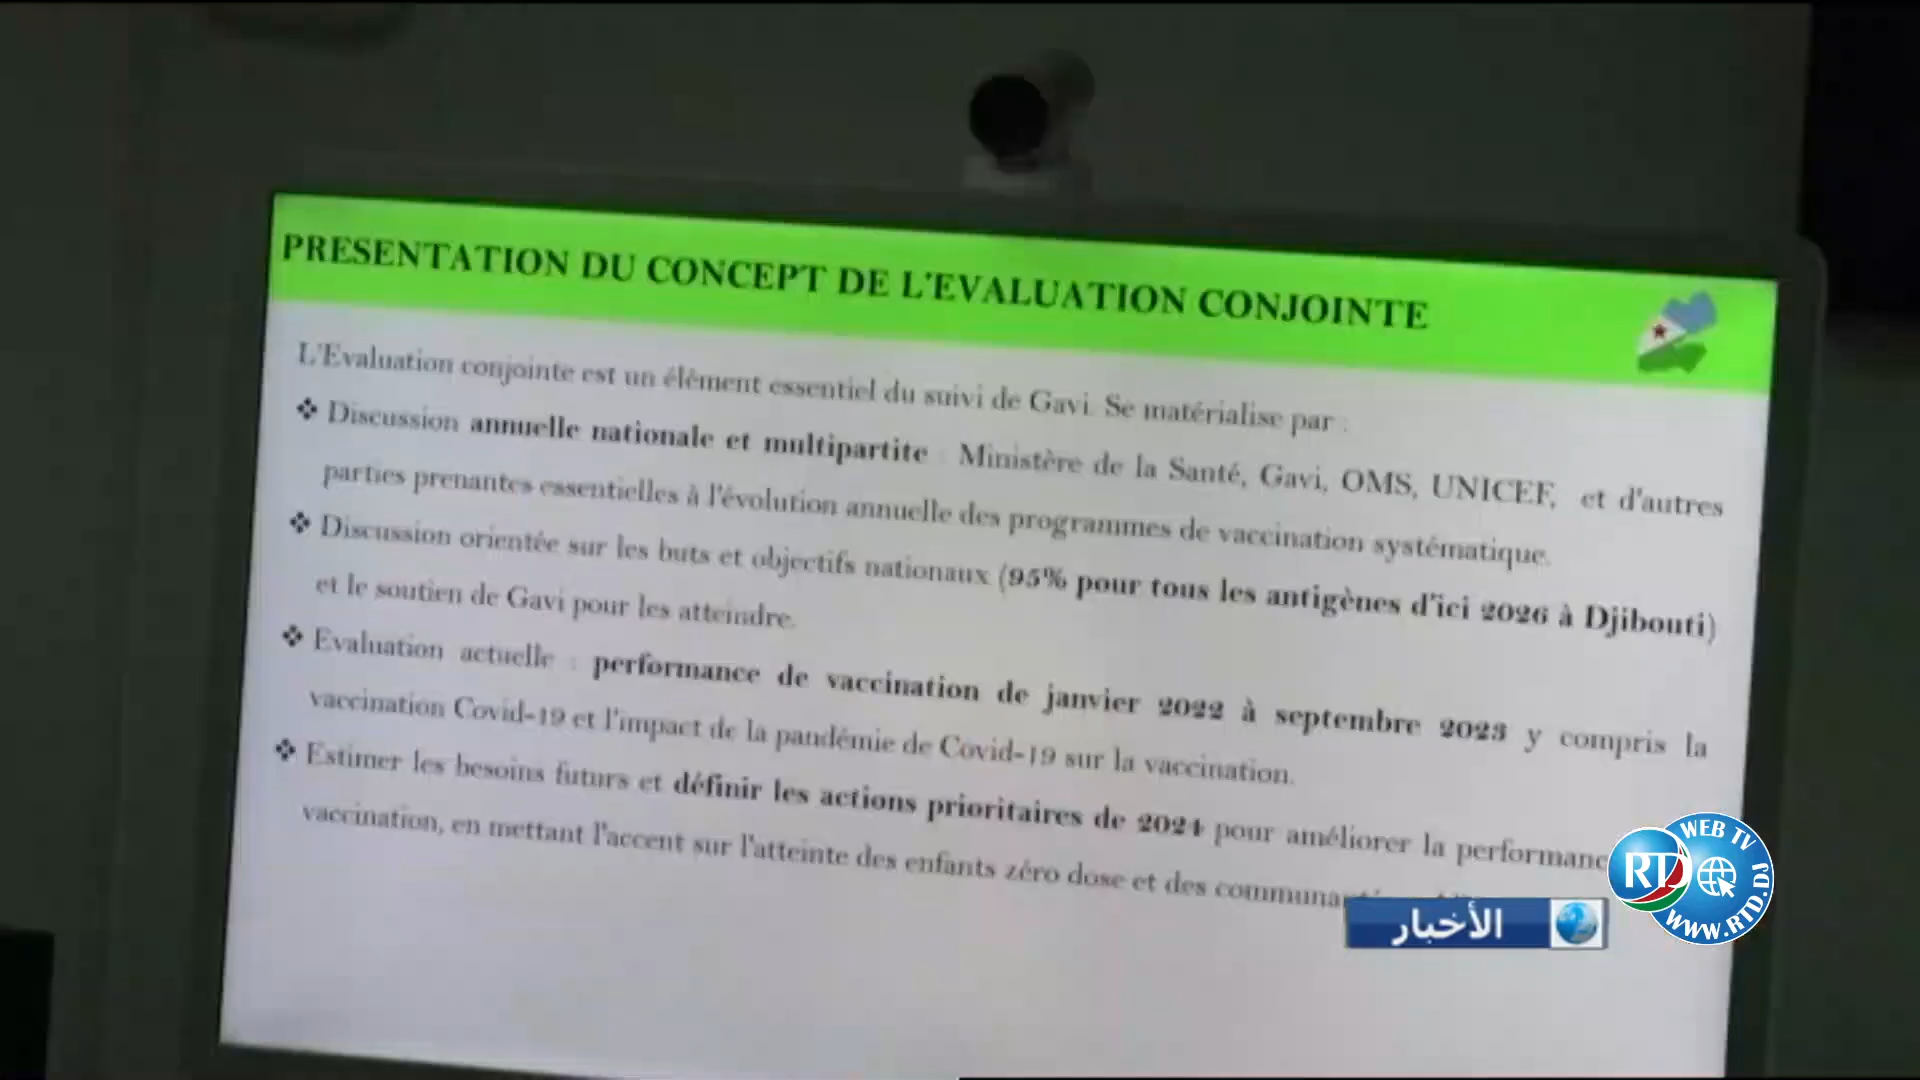 PRESENTATION DU CONCEPT DE L'EVALUATION CONJOINTE
L'Evaluation conjointe est un élément essentiel du suivi de Gavi. Se matérialise par :
❖ Discussion annuelle nationale et multipartite : Ministère de la Santé, Gavi, OMS, UNICEF, et d'autres
parties prenantes essentielles à l'évolution annuelle des programmes de vaccination systématique.
❖ Discussion orientée sur les buts et objectifs nationaux (95% pour tous les antigènes d'ici 2026 à Djibouti)
et le soutien de Gavi pour les atteindre.
❖ Evaluation actuelle : performance de vaccination de janvier 2022 à septembre 2023 y compris la
vaccination Covid-19 et l'impact de la pandémie de Covid-19 sur la vaccination.
❖ Estimer les besoins futurs et définir les actions prioritaires de 2024 pour améliorer la
vaccination, en mettant l'accent sur l'atteinte des enfants zéro dose et des
WEB TV
RTD
WWW.RTD.DJ
الأخبار